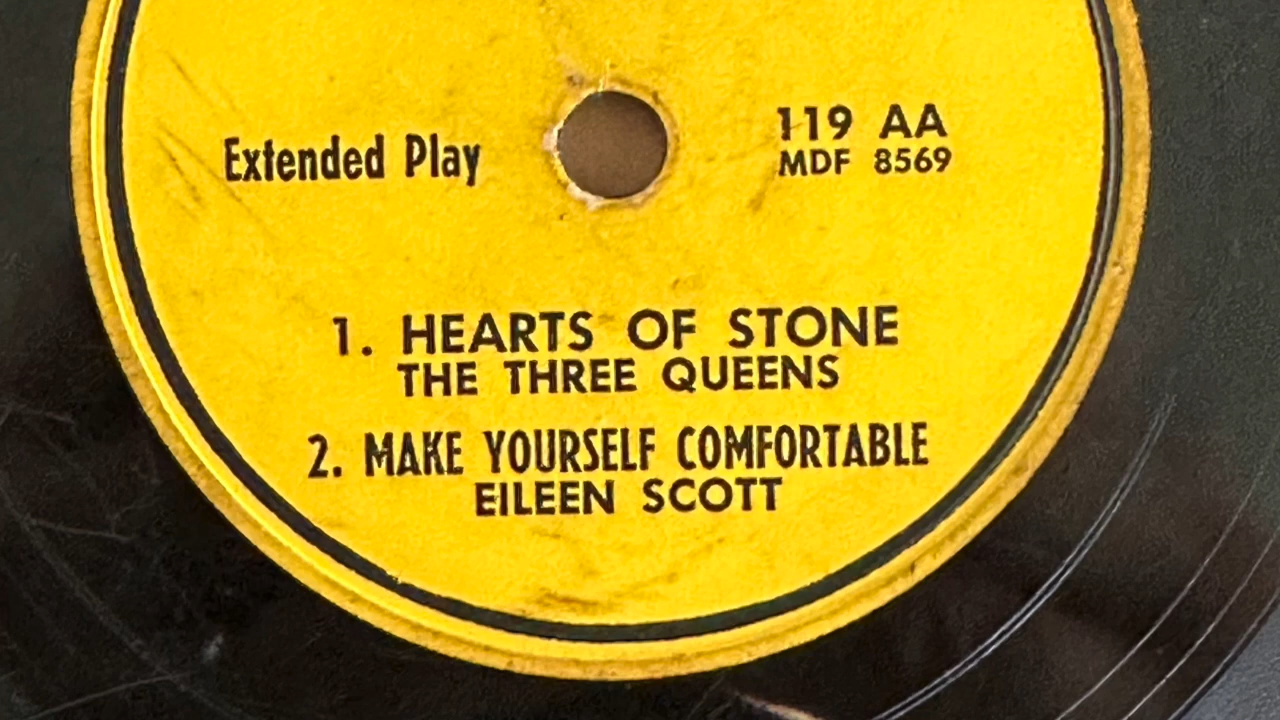 Extended Play
119 AA
MDF 8569
1. HEARTS OF STONE
THE THREE QUEENS
2. MAKE YOURSELF COMFORTABLE
EILEEN SCOTT